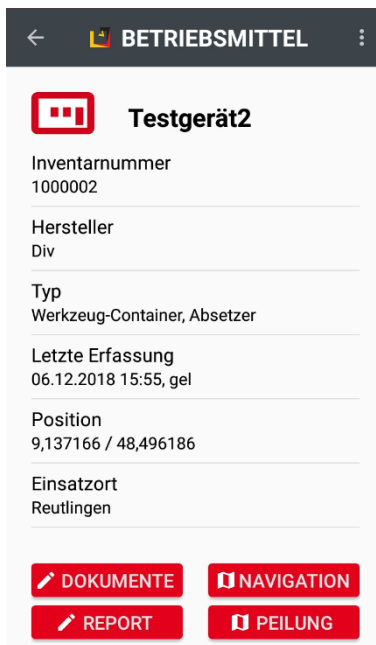 BETRIEBSMITTEL
Testgerät2
Inventarnummer
1000002
Hersteller
Div
Typ
Werkzeug-Container, Absetzer
Letzte Erfassung
06.12.2018 15:55, gel
Position
9,137166 / 48,496186
Einsatzort
Reutlingen
DOKUMENTE NAVIGATION
REPORT PEILUNG